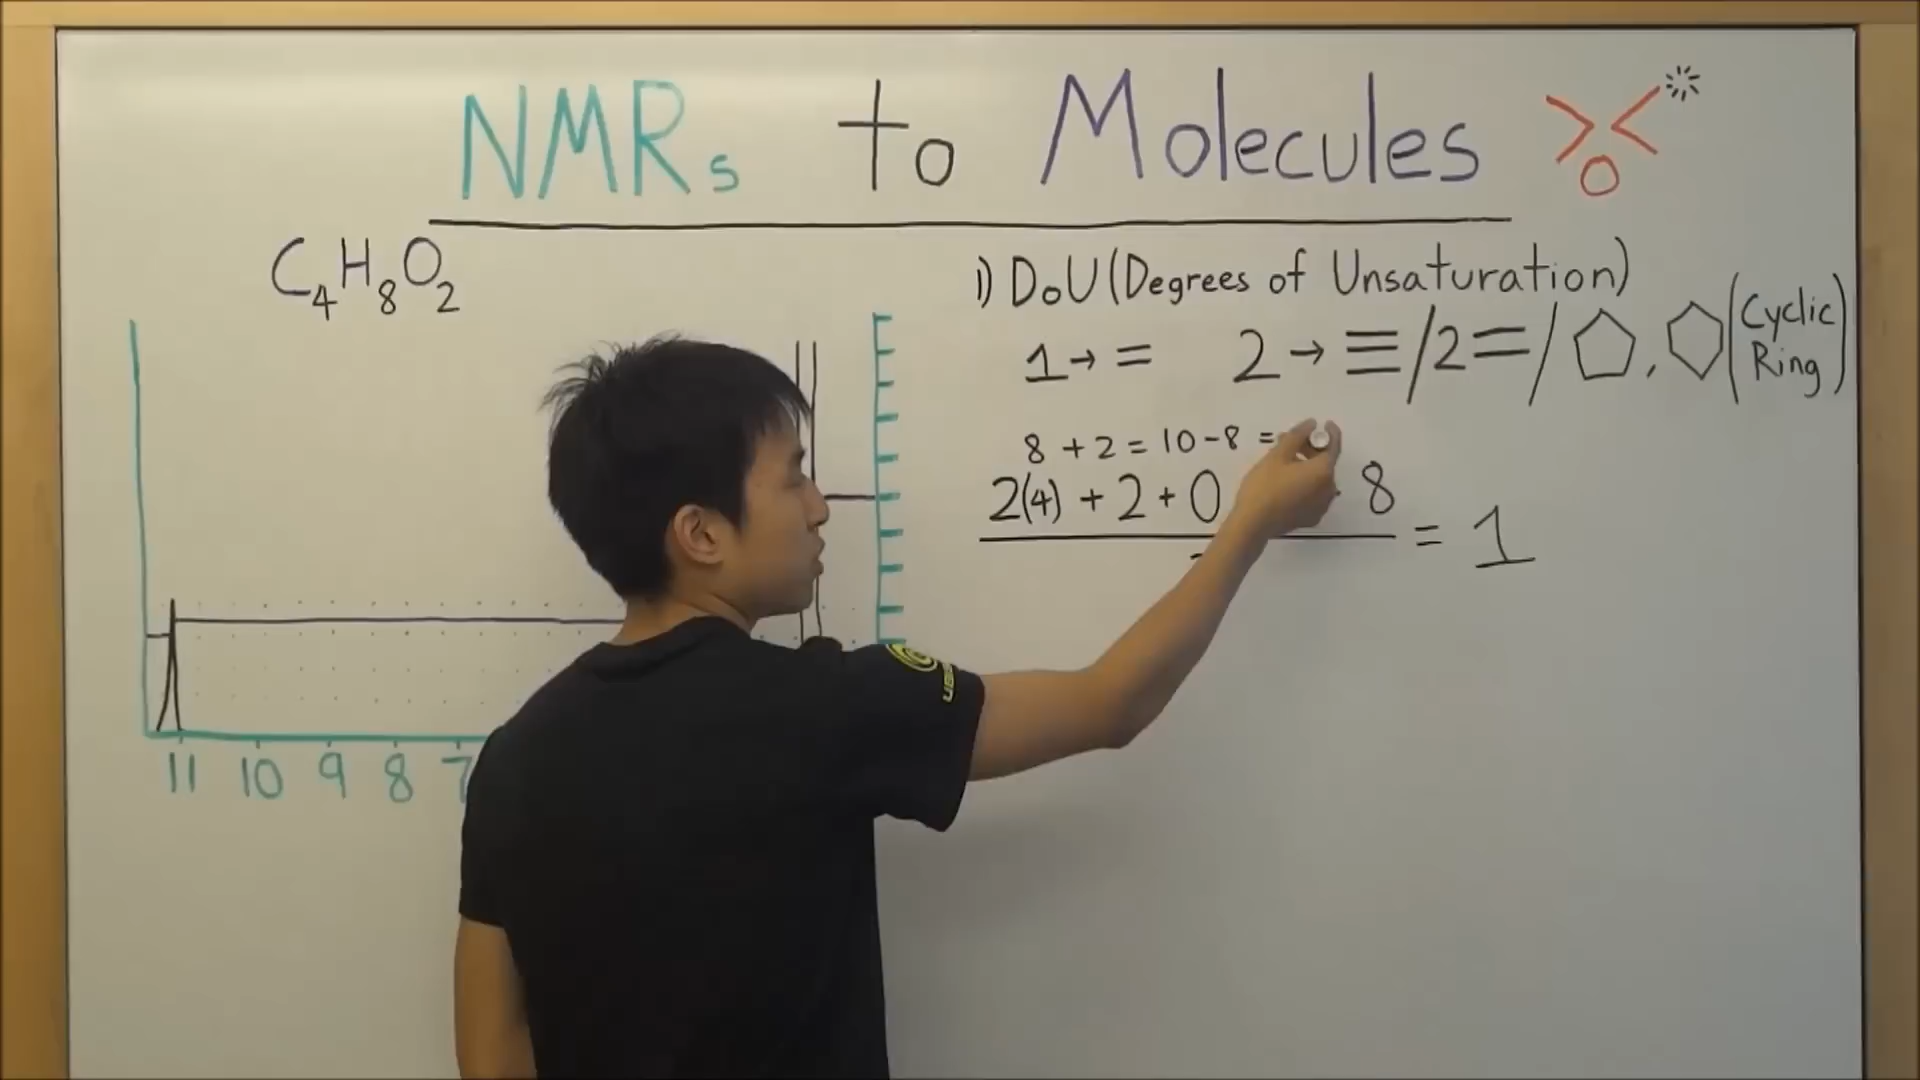 NMRs to Molecules
C₄H₈O₂
1) DoU (Degrees of Unsaturation)
1 → = 2 → ≡ / 2 = / ⬠, ⬡ (Cyclic Ring)
8 + 2 = 10 - 8 =
2(4) + 2 + 0 8 = 1
11 10 9 8 7